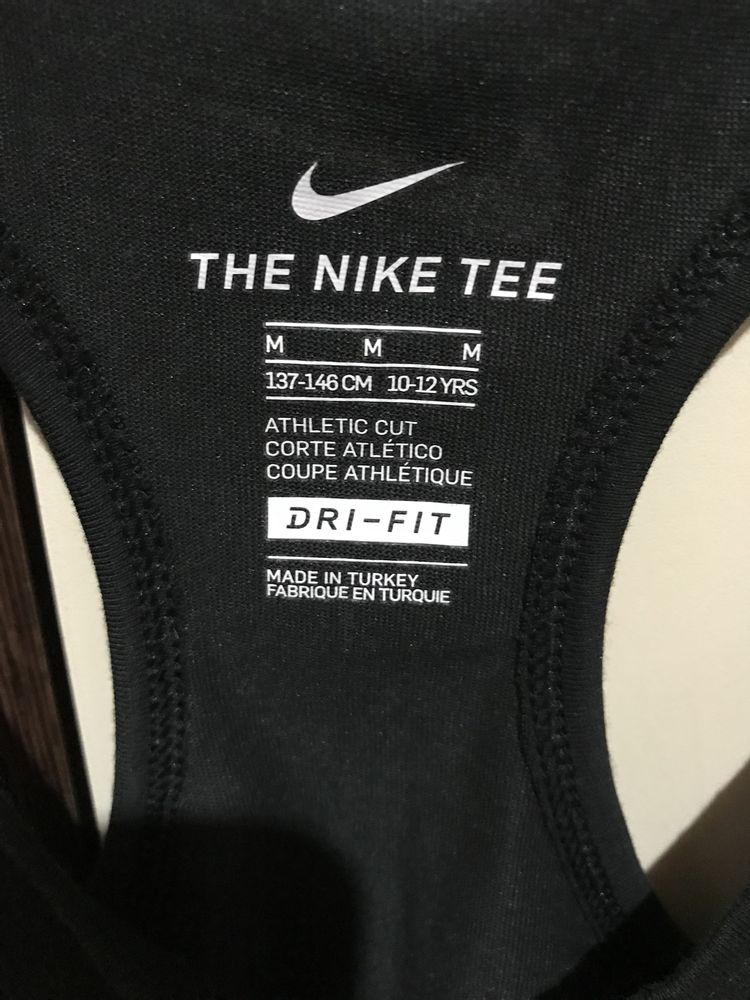 THE NIKE TEE
M M M
137-146 CM 10-12 YRS
ATHLETIC CUT
CORTE ATLÉTICO
COUPE ATHLÉTIQUE
DRI-FIT
MADE IN TURKEY
FABRIQUE EN TURQUIE